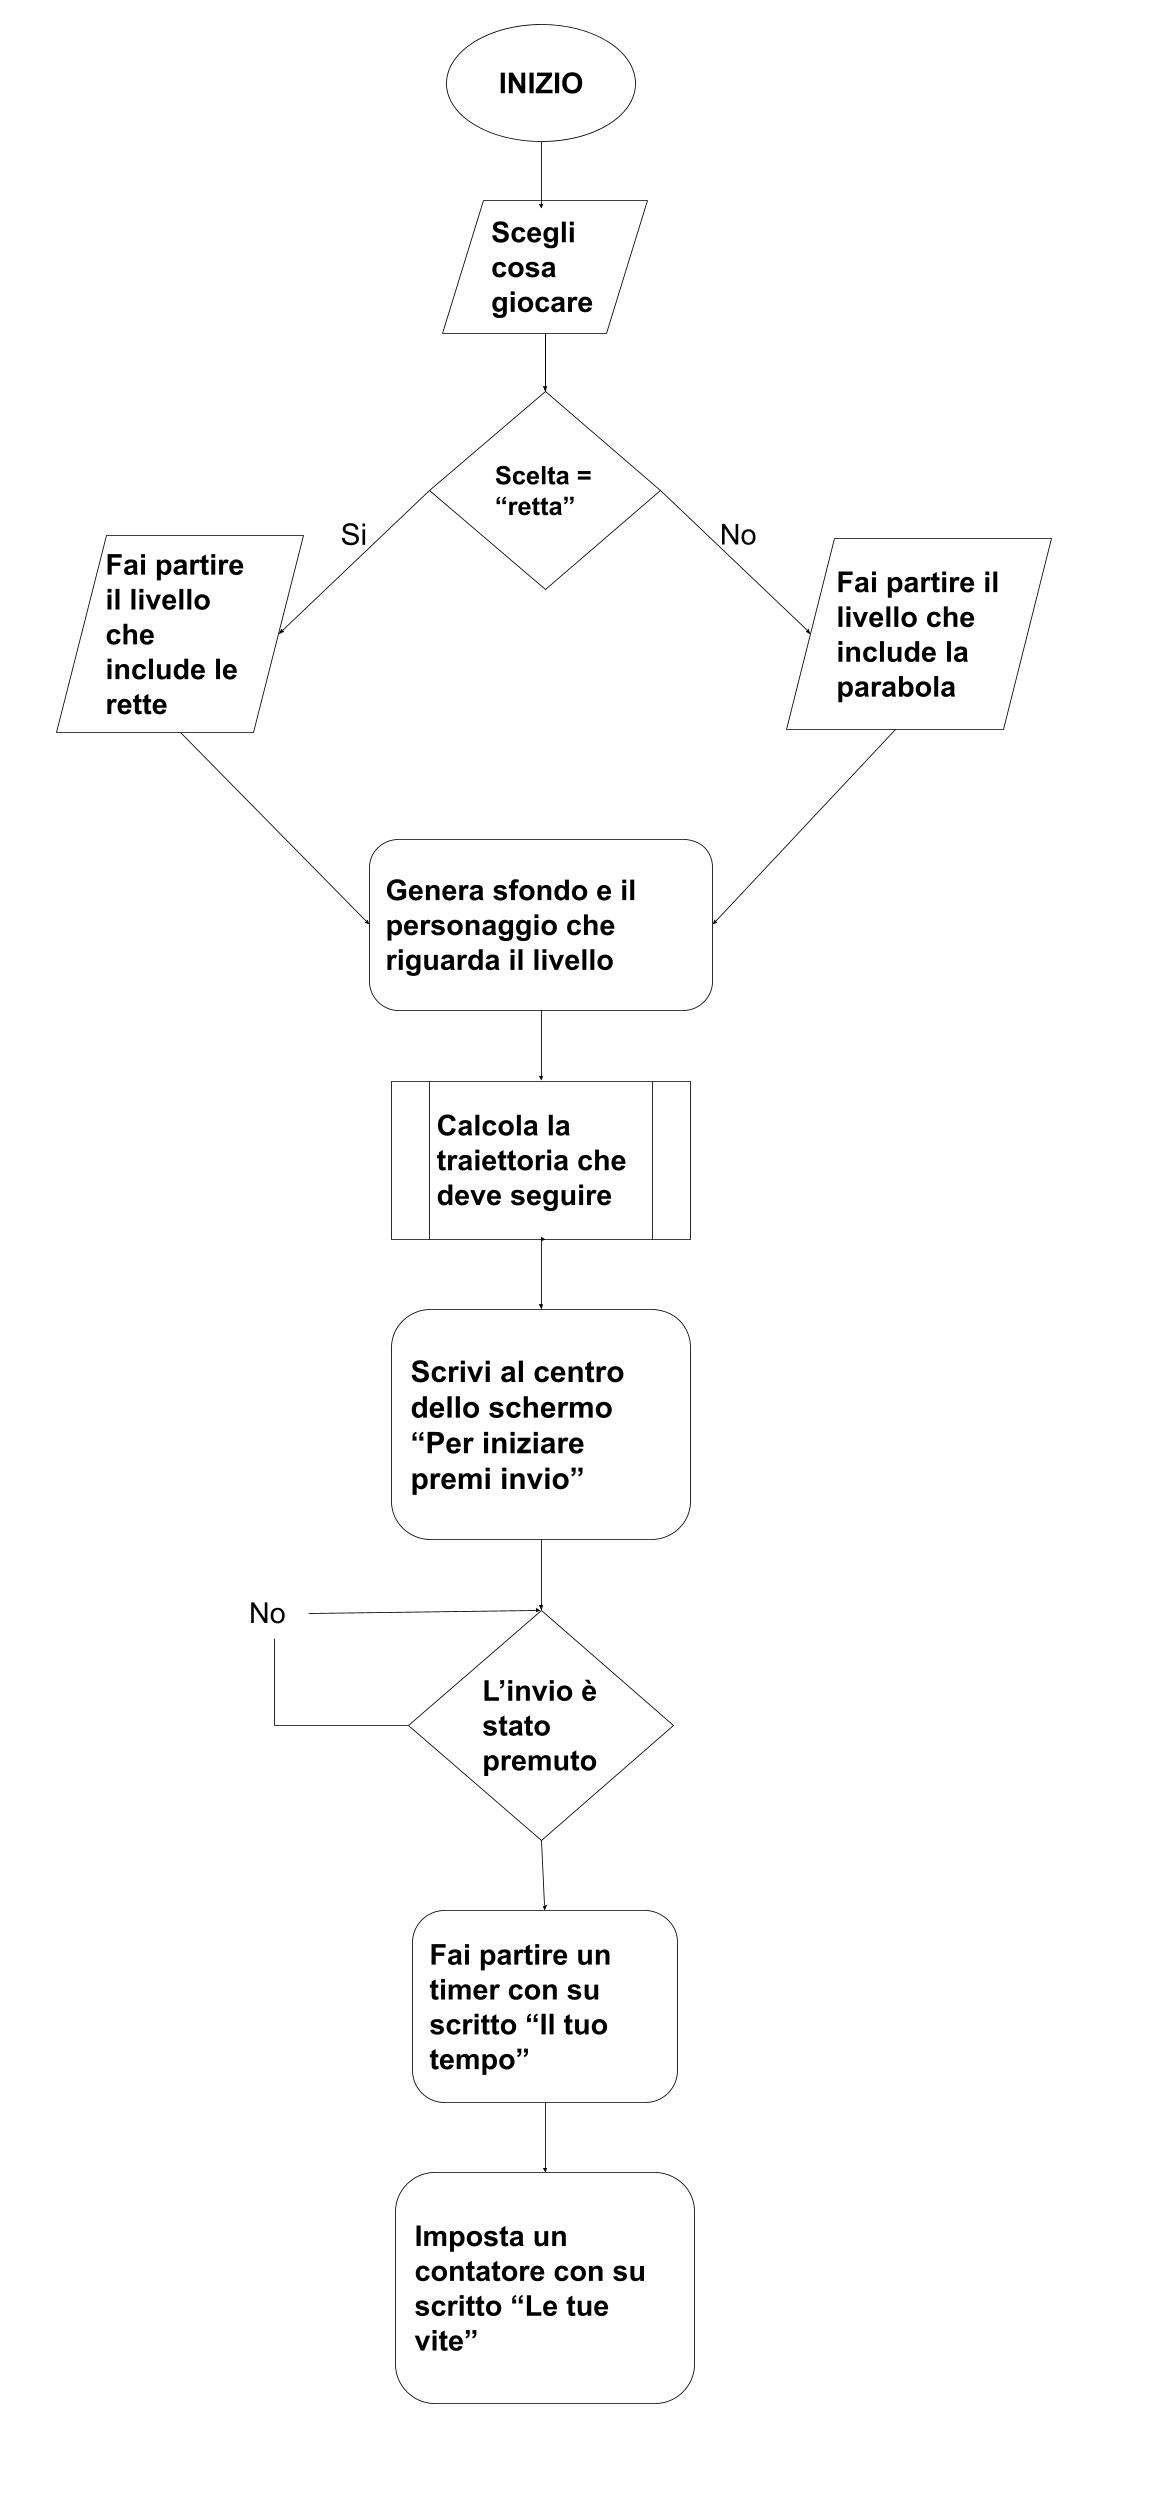 INIZIO
Scegli
cosa
giocare
Scelta =
“retta”
Si
No
Fai partire
il livello
che
include le
rette
Fai partire il
livello che
include la
parabola
Genera sfondo e il
personaggio che
riguarda il livello
Calcola la
traiettoria che
deve seguire
Scrivi al centro
dello schermo
“Per iniziare
premi invio”
No
L’invio è
stato
premuto
Fai partire un
timer con su
scritto “Il tuo
tempo”
Imposta un
contatore con su
scritto “Le tue
vite”